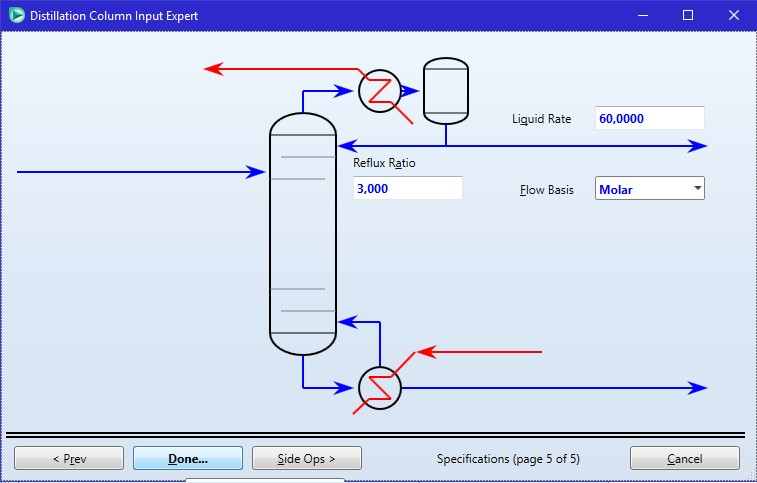 Distillation Column Input Expert
Liquid Rate 60,0000
Reflux Ratio
3,000
Flow Basis Molar
< Prev Done... Side Ops > Specifications (page 5 of 5) Cancel